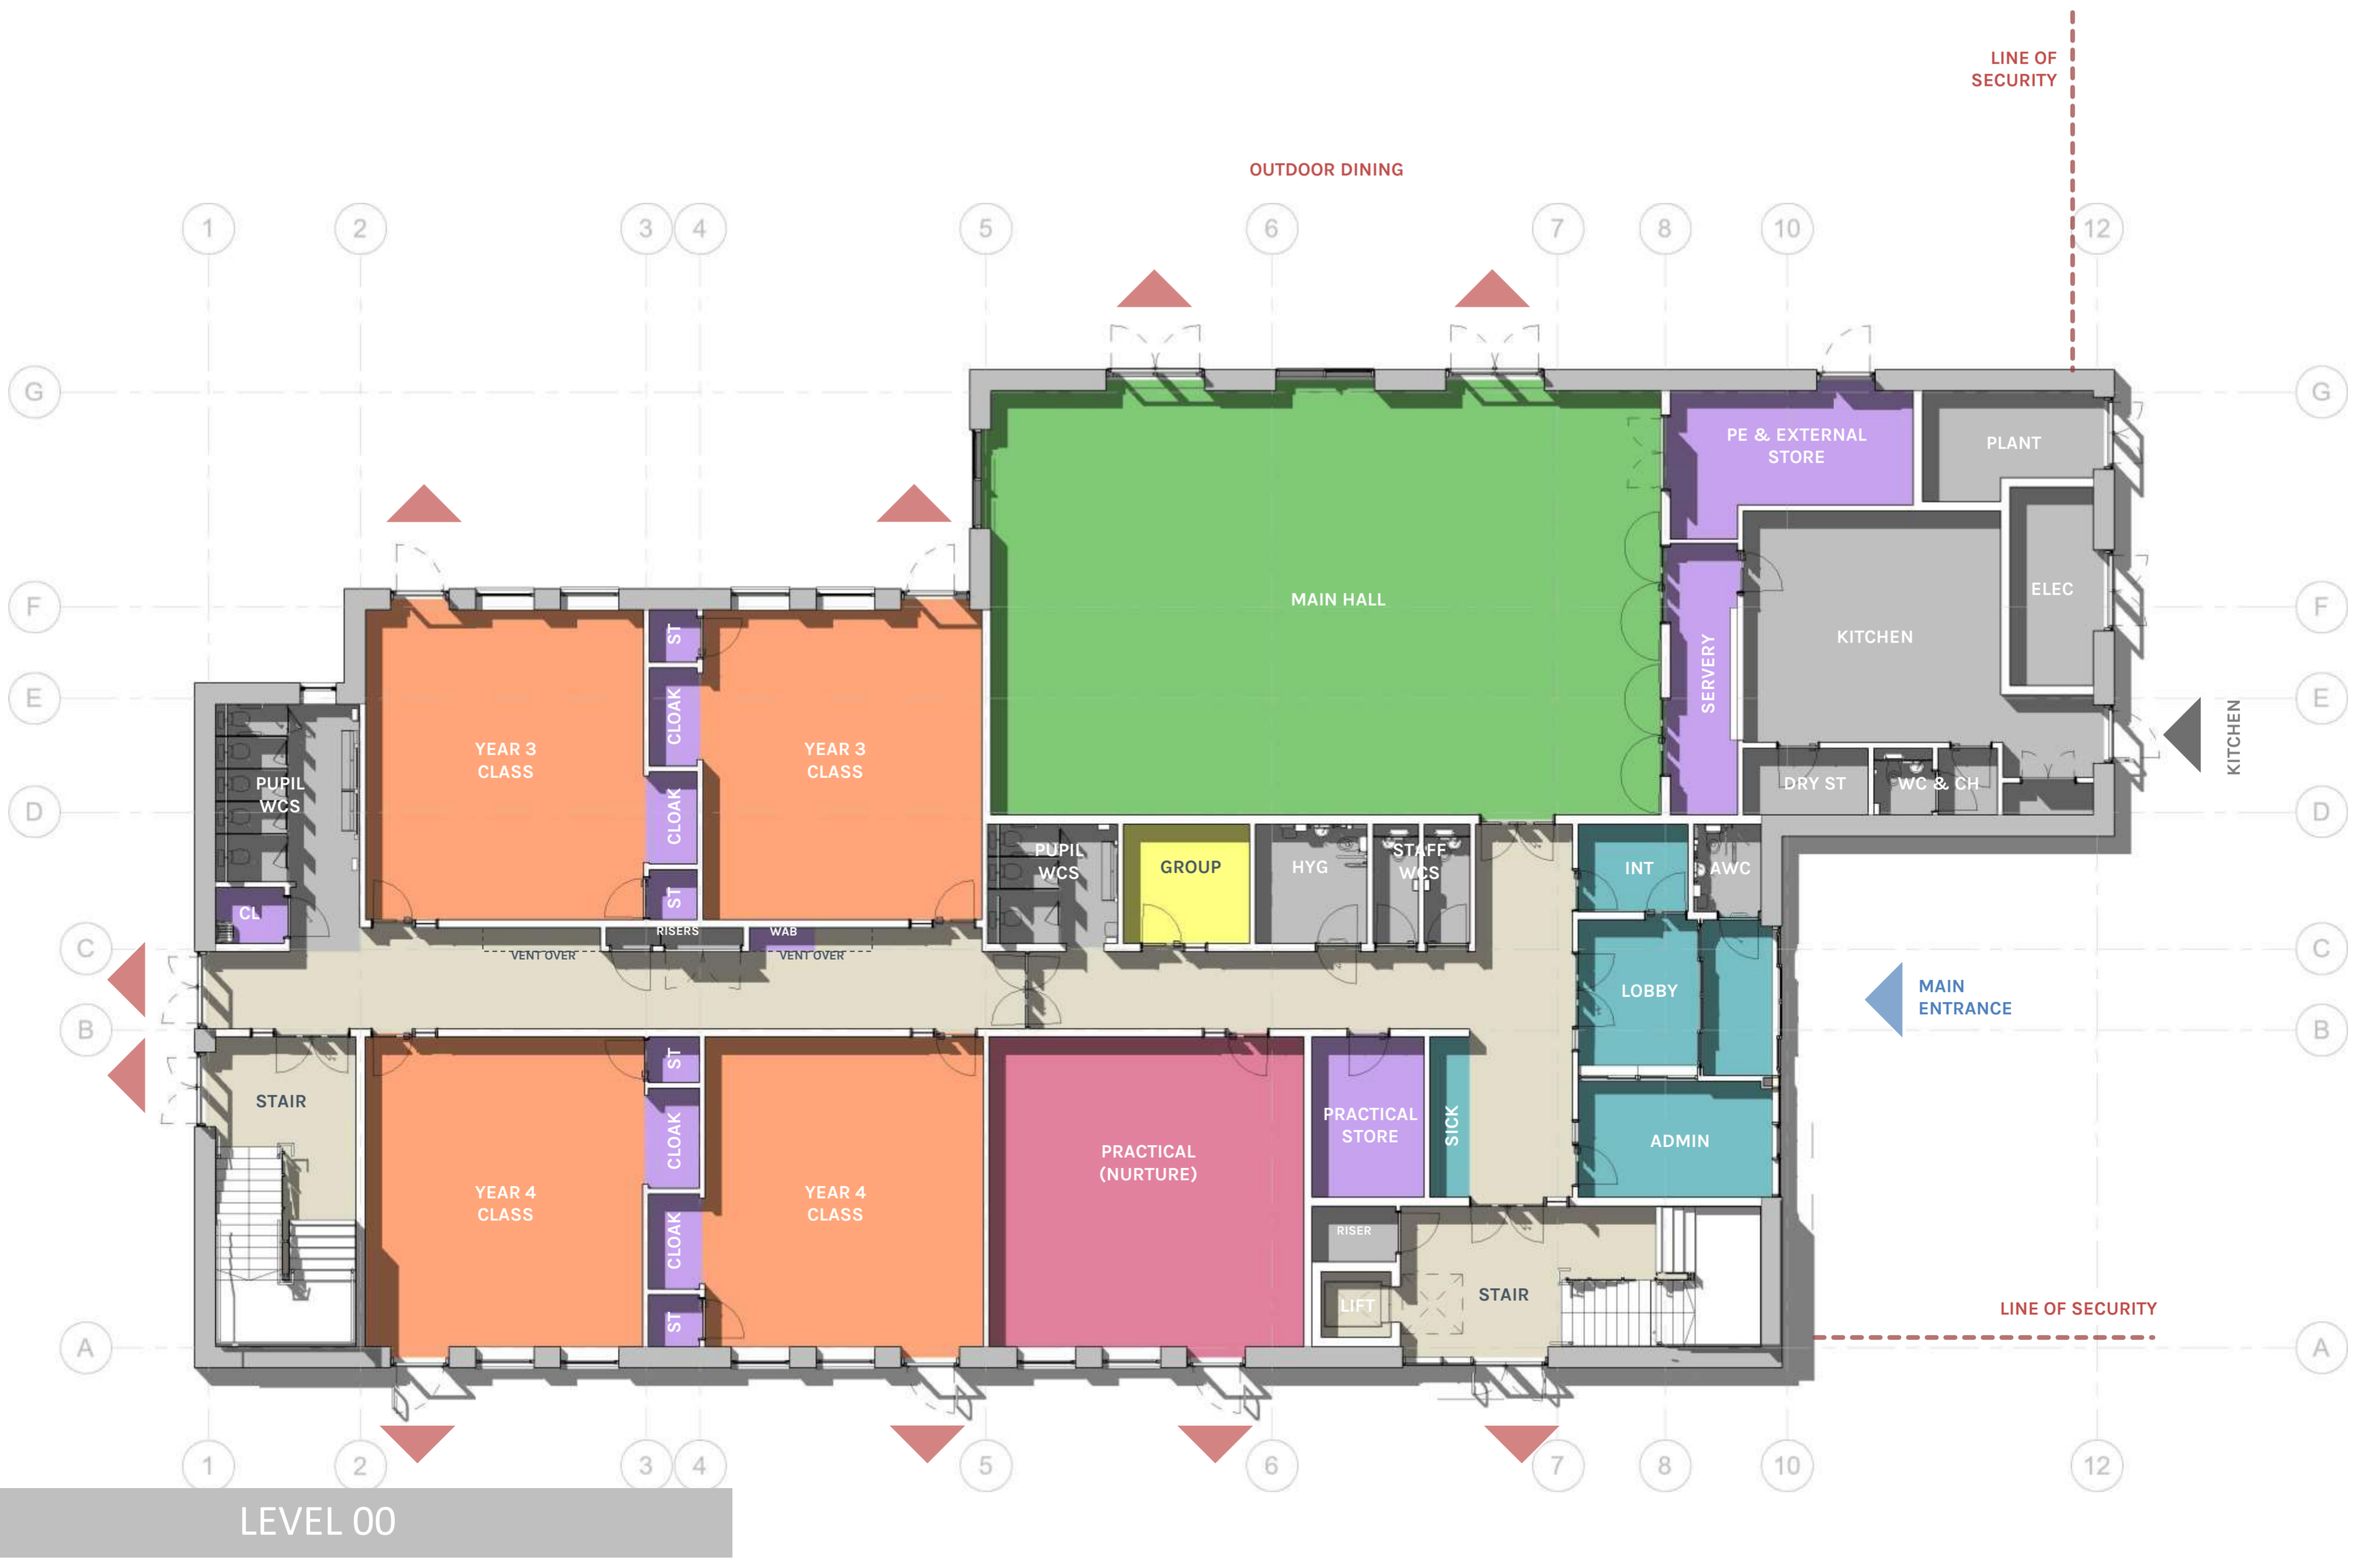 LINE OF
SECURITY
OUTDOOR DINING
1
2
3
4
5
6
7
8
10
12
G
G
PE & EXTERNAL
STORE
PLANT
F
F
MAIN HALL
ELEC
KITCHEN
ST
SERVERY
E
E
CLOAK
KITCHEN
YEAR 3
CLASS
YEAR 3
CLASS
PUPIL
WCS
CLOAK
DRY ST
WC & CH
D
D
PUPIL
WCS
GROUP
HYG
STAFF
WCS
INT
AWC
ST
CL
RISERS
WAB
VENT OVER
VENT OVER
C
C
LOBBY
MAIN
ENTRANCE
B
B
ST
STAIR
CLOAK
PRACTICAL
STORE
SICK
ADMIN
PRACTICAL
(NURTURE)
YEAR 4
CLASS
YEAR 4
CLASS
CLOAK
RISER
STAIR
LIFT
ST
LINE OF SECURITY
A
A
1
2
3
4
5
6
7
8
10
12
LEVEL 00